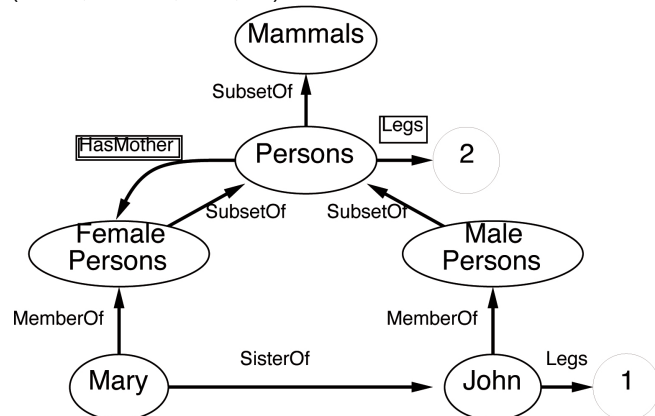 Mammals
SubsetOf
Legs
HasMother
Persons
2
SubsetOf
SubsetOf
Female
Persons
Male
Persons
MemberOf
MemberOf
SisterOf
Legs
Mary
John
1